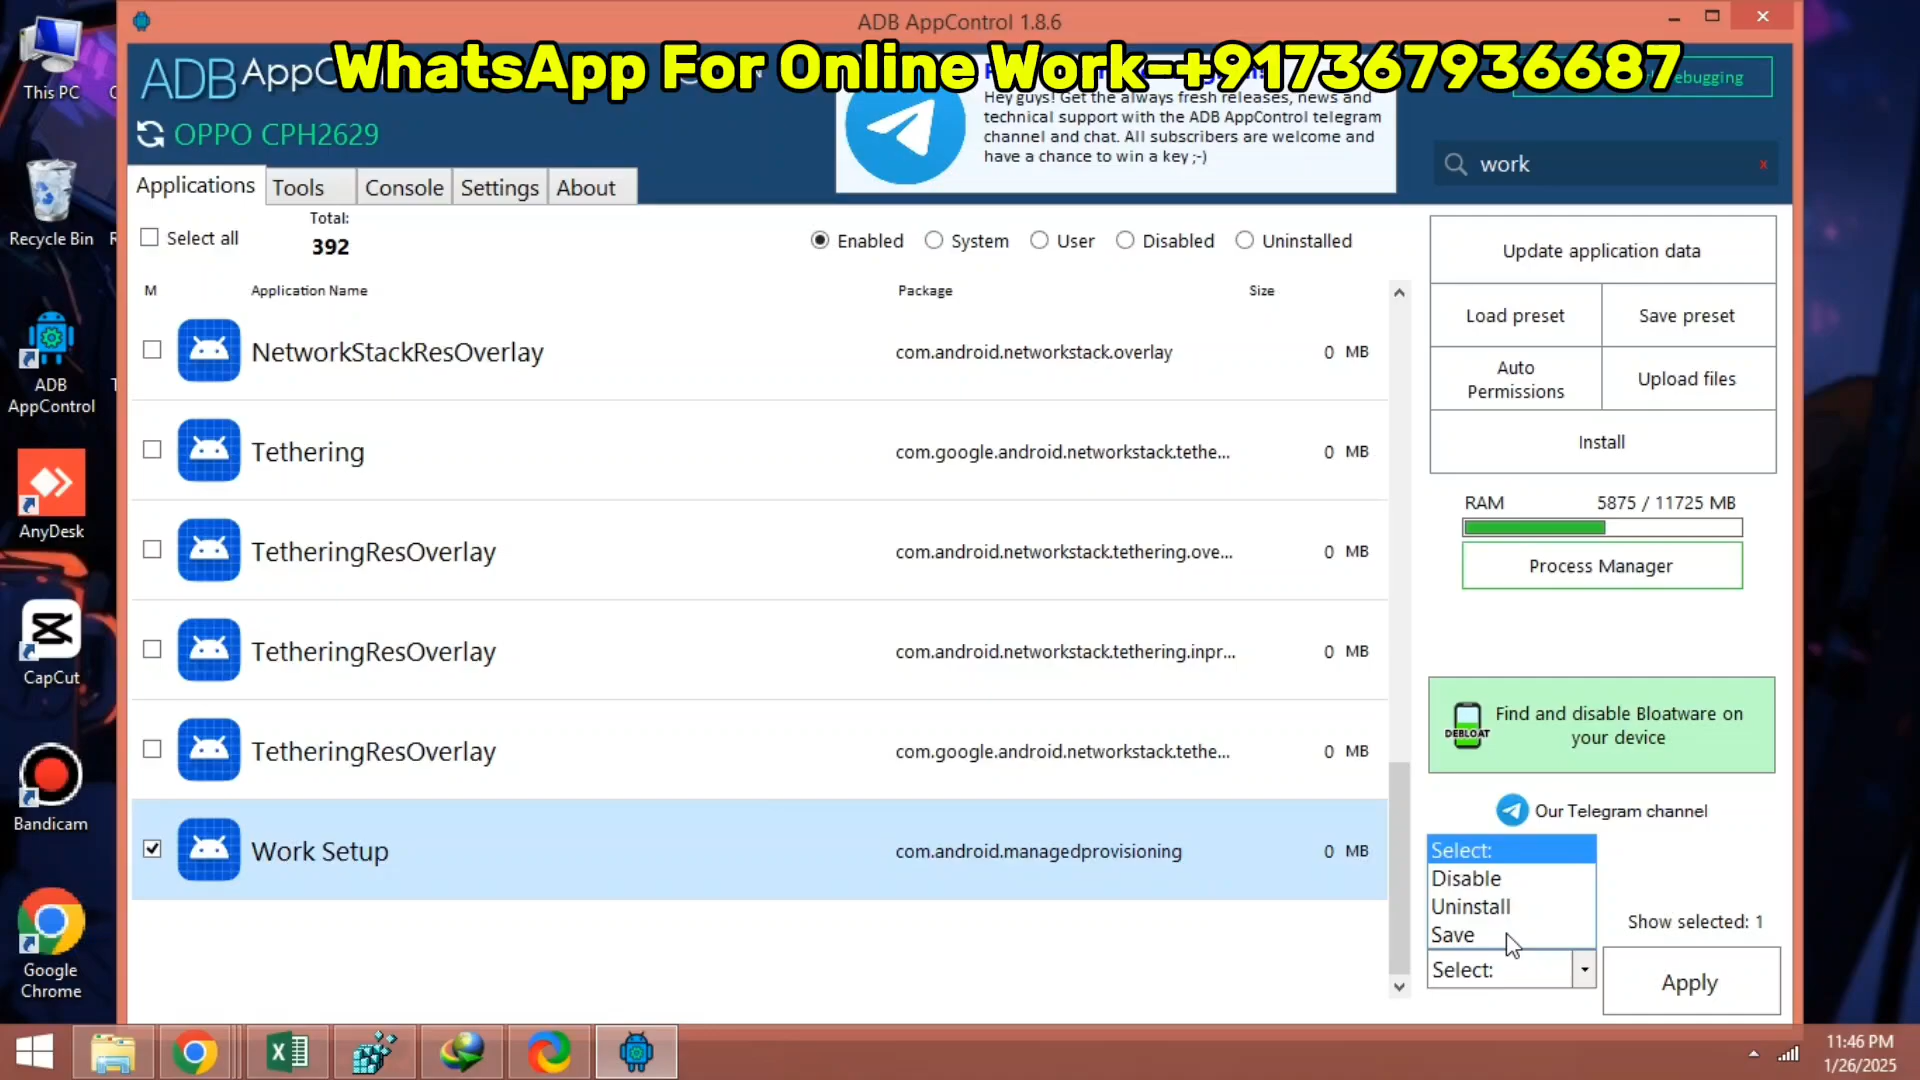 ADB AppControl 1.8.6
WhatsApp For Online Work-+917367936687
ADB AppC
ebugging
Hey guys! Get the always fresh releases, news and
technical support with the ADB AppControl telegram
channel and chat. All subscribers are welcome and
have a chance to win a key ;-)
OPPO CPH2629
work
x
Applications
Tools
Console
Settings
About
Select all
Total:
392
Enabled
System
User
Disabled
Uninstalled
M
Application Name
Package
Size
NetworkStackResOverlay
com.android.networkstack.overlay
0 MB
Tethering
com.google.android.networkstack.tethe...
0 MB
TetheringResOverlay
com.android.networkstack.tethering.ove...
0 MB
TetheringResOverlay
com.android.networkstack.tethering.inpr...
0 MB
TetheringResOverlay
com.google.android.networkstack.tethe...
0 MB
Work Setup
com.android.managedprovisioning
0 MB
Update application data
Load preset
Save preset
Auto
Permissions
Upload files
Install
RAM
5875 / 11725 MB
Process Manager
DEBLOAT
Find and disable Bloatware on
your device
Our Telegram channel
Select:
Disable
Uninstall
Save
Select:
Show selected: 1
Apply
This PC
Recycle Bin
ADB
AppControl
AnyDesk
CapCut
Bandicam
Google
Chrome
11:46 PM
1/26/2025